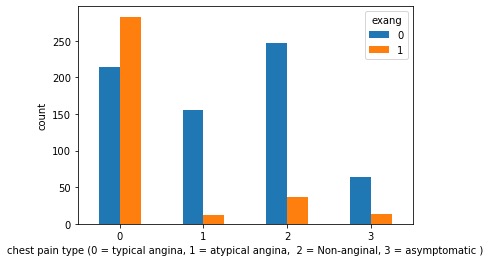 exang
0
1
250
200
150
100
50
0
count
0 1 2 3
chest pain type (0 = typical angina, 1 = atypical angina,  2 = Non-anginal, 3 = asymptomatic )